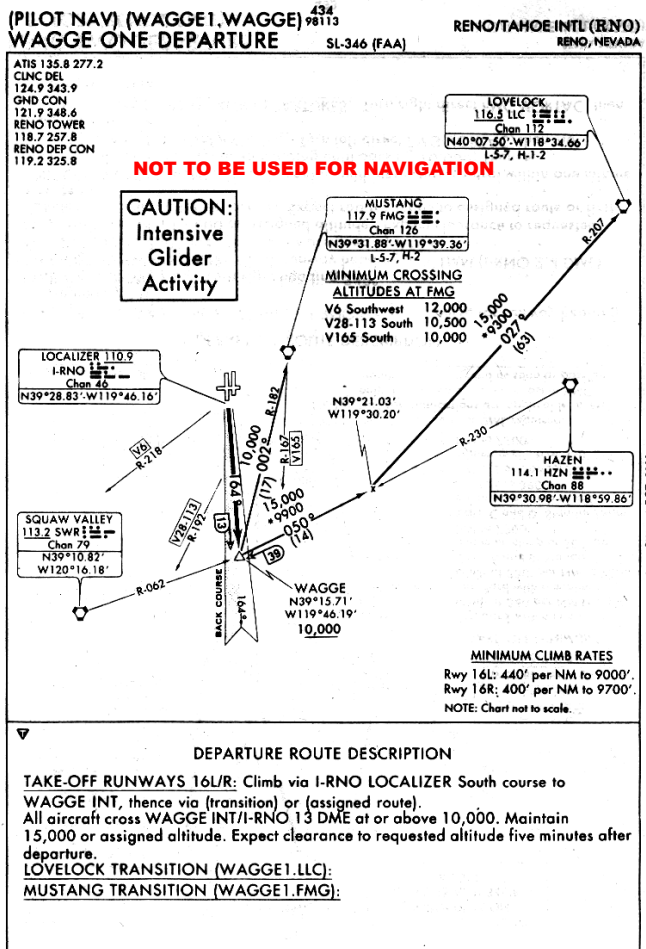 (PILOT NAV) (WAGGE1.WAGGE) 434 98113
WAGGE ONE DEPARTURE
SL-346 (FAA)
RENO/TAHOE INTL (RNO)
RENO, NEVADA
ATIS 135.8 277.2
CLNC DEL
124.9 343.9
GND CON
121.9 348.6
RENO TOWER
118.7 257.8
RENO DEP CON
119.2 325.8
NOT TO BE USED FOR NAVIGATION
CAUTION:
Intensive
Glider
Activity
LOVELOCK
116.5 LLC
Chan 112
N40°07.50'-W118°34.66'
L-5-7, H-1-2
MUSTANG
117.9 FMG
Chan 126
N39°31.88'-W119°39.36'
L-5-7, H-2
MINIMUM CROSSING
ALTITUDES AT FMG
V6 Southwest 12,000
V28-113 South 10,500
V165 South 10,000
R-207
15,000
*9300
027°
(63)
LOCALIZER 110.9
I-RNO
Chan 46
N39°28.83'-W119°46.16'
N39°21.03'
W119°30.20'
R-182
10,000
002°
(17)
R-167
V165
V6
R-218
164°
R-230
HAZEN
114.1 HZN
Chan 88
N39°30.98'-W118°59.86'
15,000
*9900
050°
(14)
39
13
V28-113
R-192
SQUAW VALLEY
113.2 SWR
Chan 79
N39°10.82'
W120°16.18'
R-062
BACK COURSE
164°
WAGGE
N39°15.71'
W119°46.19'
10,000
MINIMUM CLIMB RATES
Rwy 16L: 440' per NM to 9000'.
Rwy 16R: 400' per NM to 9700'.
NOTE: Chart not to scale.
T
DEPARTURE ROUTE DESCRIPTION
TAKE-OFF RUNWAYS 16L/R: Climb via I-RNO LOCALIZER South course to
WAGGE INT, thence via (transition) or (assigned route).
All aircraft cross WAGGE INT/I-RNO 13 DME at or above 10,000. Maintain
15,000 or assigned altitude. Expect clearance to requested altitude five minutes after
departure.
LOVELOCK TRANSITION (WAGGE1.LLC):
MUSTANG TRANSITION (WAGGE1.FMG):